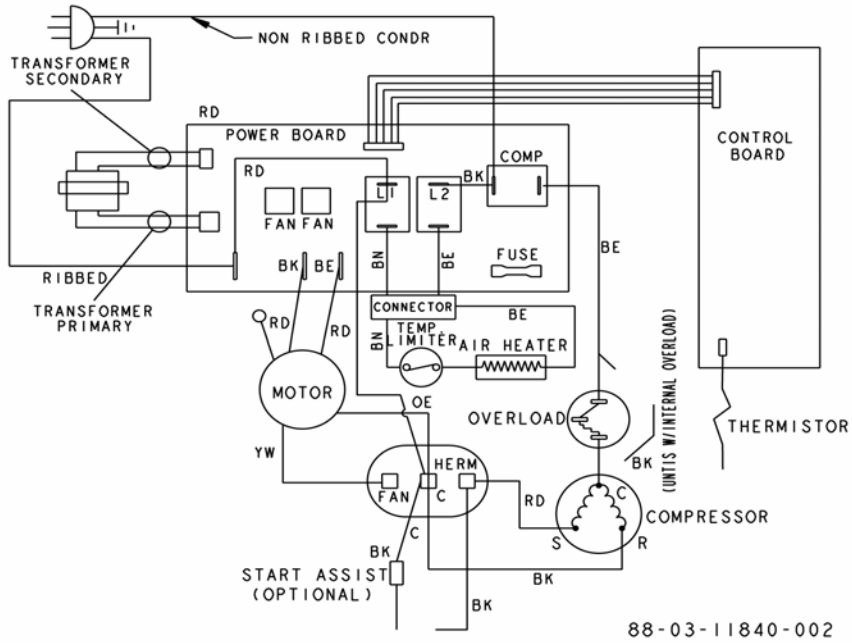 NON RIBBED CONDR
TRANSFORMER
SECONDARY
RD
POWER BOARD
RD
COMP
CONTROL
BOARD
BK
L1
L2
FAN FAN
BN
BE
FUSE
BE
BK
BE
RIBBED
TRANSFORMER
PRIMARY
CONNECTOR
BE
RD
RD
BN
TEMP
LIMITER
AIR HEATER
MOTOR
OE
OVERLOAD
(UNTIS W/INTERNAL OVERLOAD)
THERMISTOR
YW
BK
HERM
FAN
C
RD
C
COMPRESSOR
S
R
C
BK
START ASSIST
(OPTIONAL)
BK
BK
88-03-11840-002